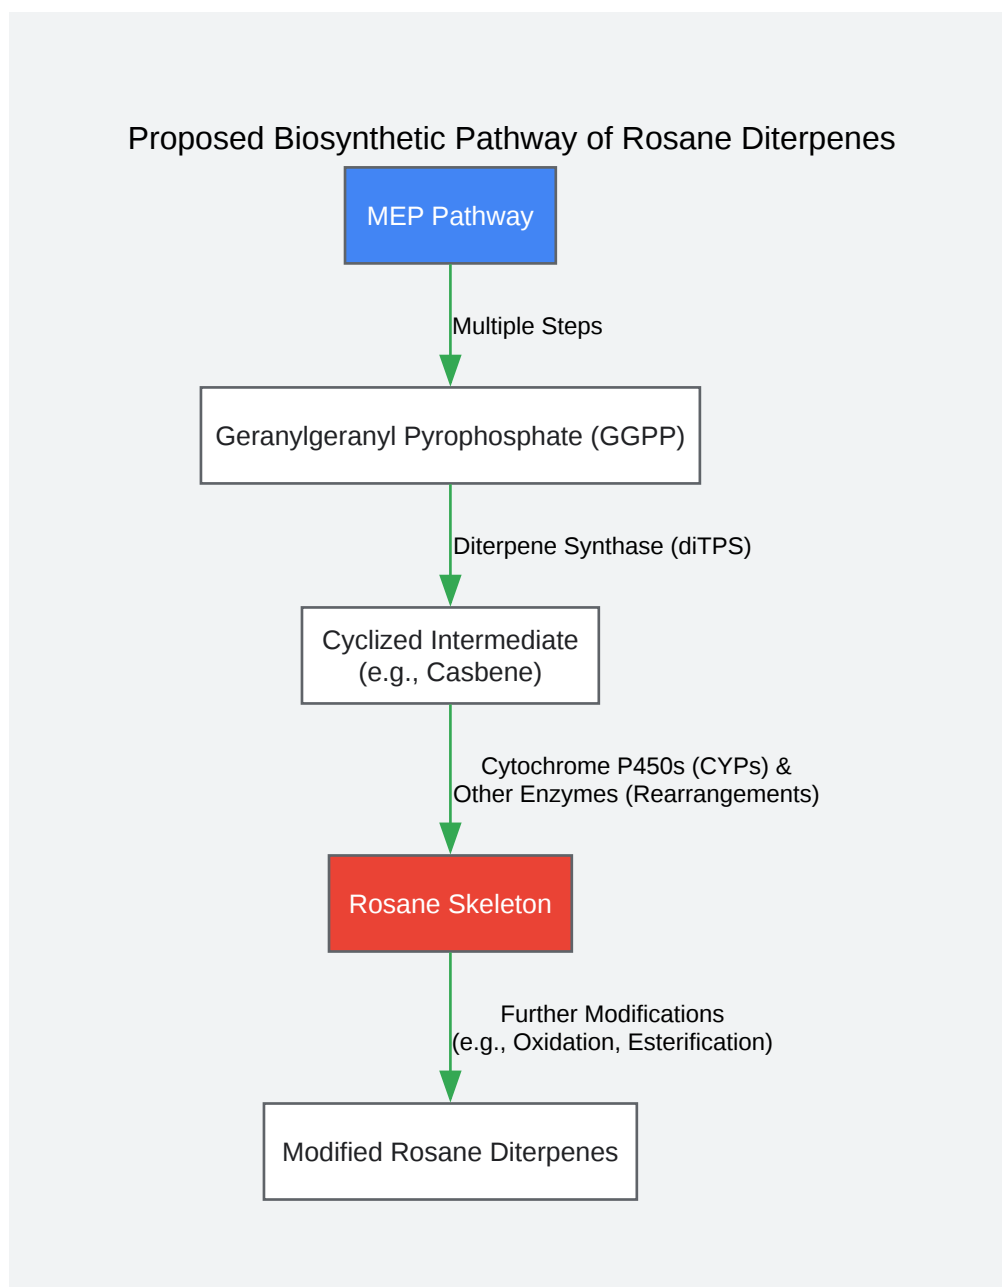 Proposed Biosynthetic Pathway of Rosane Diterpenes
MEP Pathway
Multiple Steps
Geranylgeranyl Pyrophosphate (GGPP)
Diterpene Synthase (diTPS)
Cyclized Intermediate
(e.g., Casbene)
Cytochrome P450s (CYPs) &
Other Enzymes (Rearrangements)
Rosane Skeleton
Further Modifications
(e.g., Oxidation, Esterification)
Modified Rosane Diterpenes